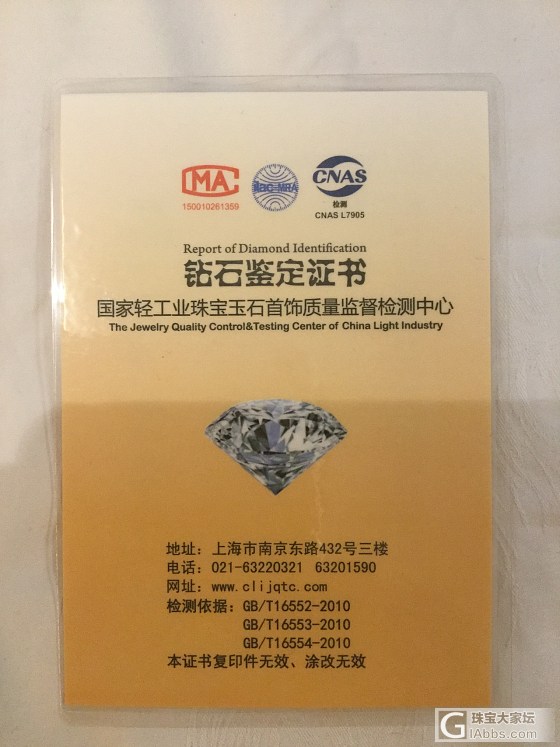 CMA
150010261359
ilac-MRA
CNAS
检测
CNAS L7905
Report of Diamond Identification
钻石鉴定证书
国家轻工业珠宝玉石首饰质量监督检测中心
The Jewelry Quality Control&Testing Center of China Light Industry
地址：上海市南京东路432号三楼
电话：021-63220321 63201590
网址：www.clijqtc.com
检测依据：GB/T16552-2010
GB/T16553-2010
GB/T16554-2010
本证书复印件无效、涂改无效
G 珠宝大家坛
GIAbbs.com